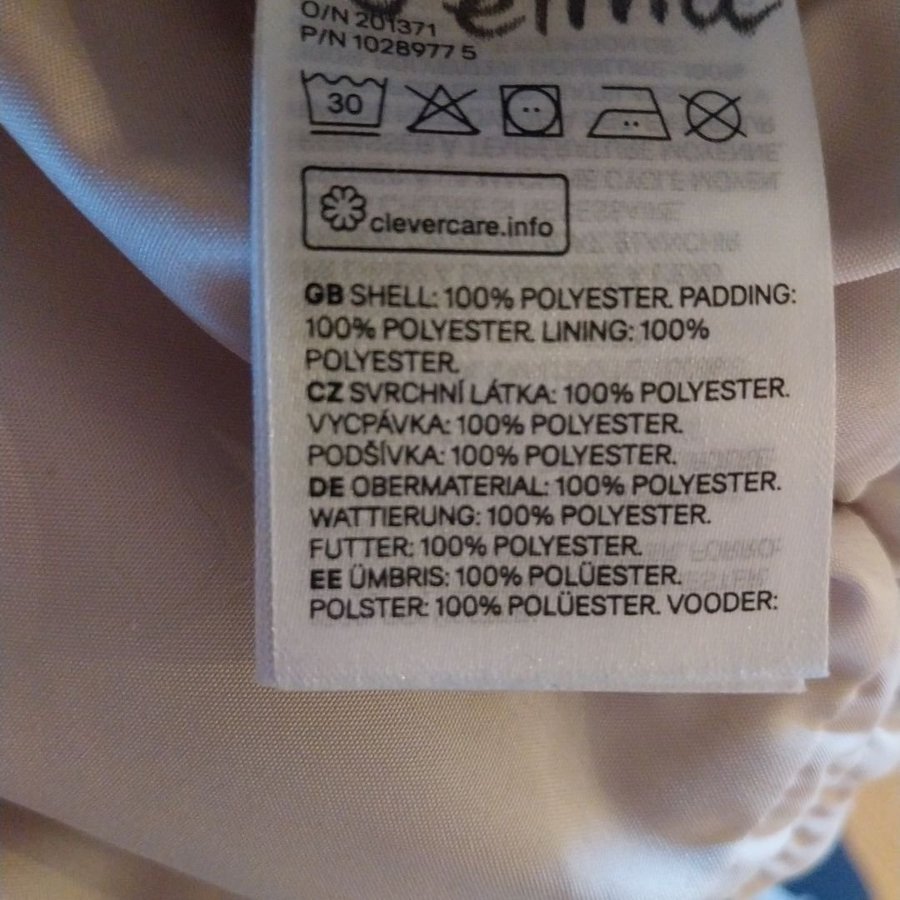 O/N 201371
P/N 1028977 5
30
clevercare.info
GB SHELL: 100% POLYESTER. PADDING:
100% POLYESTER. LINING: 100%
POLYESTER.
CZ SVRCHNÍ LÁTKA: 100% POLYESTER.
VYCPÁVKA: 100% POLYESTER.
PODŠÍVKA: 100% POLYESTER.
DE OBERMATERIAL: 100% POLYESTER.
WATTIERUNG: 100% POLYESTER.
FUTTER: 100% POLYESTER.
EE ÜMBRIS: 100% POLÜESTER.
POLSTER: 100% POLÜESTER. VOODER: